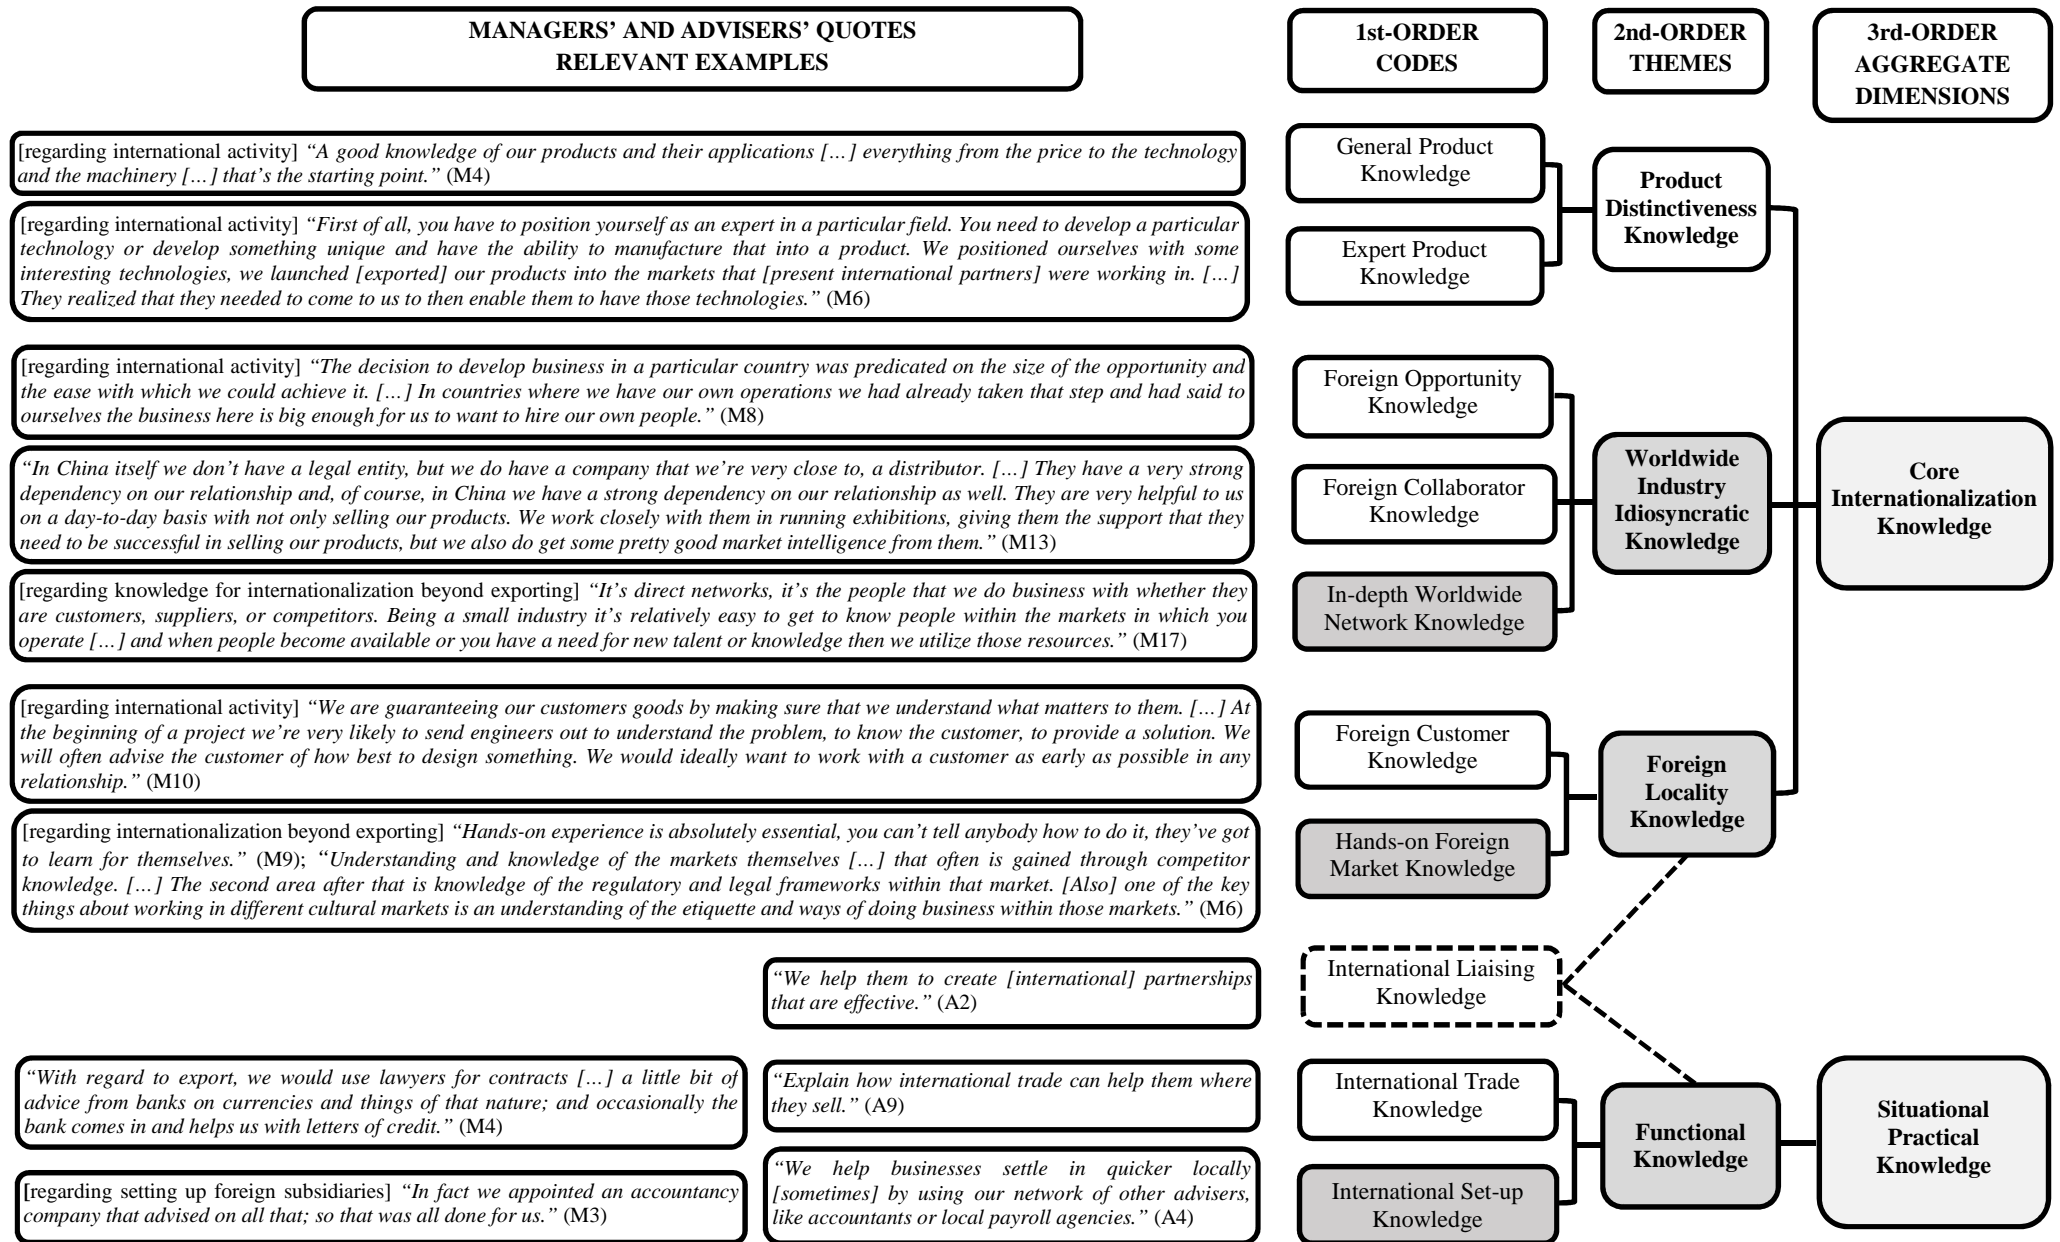 MANAGERS’ AND ADVISERS’ QUOTES
RELEVANT EXAMPLES
1st-ORDER
CODES
2nd-ORDER
THEMES
3rd-ORDER
AGGREGATE
DIMENSIONS
[regarding international activity] “A good knowledge of our products and their applications […] everything from the price to the technology
and the machinery […] that’s the starting point.” (M4)
[regarding international activity] “First of all, you have to position yourself as an expert in a particular field. You need to develop a particular
technology or develop something unique and have the ability to manufacture that into a product. We positioned ourselves with some
interesting technologies, we launched [exported] our products into the markets that [present international partners] were working in. […]
They realized that they needed to come to us to then enable them to have those technologies.” (M6)
General Product
Knowledge
Expert Product
Knowledge
Product
Distinctiveness
Knowledge
[regarding international activity] “The decision to develop business in a particular country was predicated on the size of the opportunity and
the ease with which we could achieve it. […] In countries where we have our own operations we had already taken that step and had said to
ourselves the business here is big enough for us to want to hire our own people.” (M8)
“In China itself we don’t have a legal entity, but we do have a company that we’re very close to, a distributor. […] They have a very strong
dependency on our relationship and, of course, in China we have a strong dependency on our relationship as well. They are very helpful to us
on a day-to-day basis with not only selling our products. We work closely with them in running exhibitions, giving them the support that they
need to be successful in selling our products, but we also do get some pretty good market intelligence from them.” (M13)
[regarding knowledge for internationalization beyond exporting] “It’s direct networks, it’s the people that we do business with whether they
are customers, suppliers, or competitors. Being a small industry it’s relatively easy to get to know people within the markets in which you
operate […] and when people become available or you have a need for new talent or knowledge then we utilize those resources.” (M17)
Foreign Opportunity
Knowledge
Foreign Collaborator
Knowledge
In-depth Worldwide
Network Knowledge
Worldwide
Industry
Idiosyncratic
Knowledge
Core
Internationalization
Knowledge
[regarding international activity] “We are guaranteeing our customers goods by making sure that we understand what matters to them. […] At
the beginning of a project we’re very likely to send engineers out to understand the problem, to know the customer, to provide a solution. We
will often advise the customer of how best to design something. We would ideally want to work with a customer as early as possible in any
relationship.” (M10)
[regarding internationalization beyond exporting] “Hands-on experience is absolutely essential, you can’t tell anybody how to do it, they’ve got
to learn for themselves.” (M9); “Understanding and knowledge of the markets themselves […] that often is gained through competitor
knowledge. […] The second area after that is knowledge of the regulatory and legal frameworks within that market. [Also] one of the key
things about working in different cultural markets is an understanding of the etiquette and ways of doing business within those markets.” (M6)
Foreign Customer
Knowledge
Hands-on Foreign
Market Knowledge
Foreign
Locality
Knowledge
“We help them to create [international] partnerships
that are effective.” (A2)
International Liaising
Knowledge
“With regard to export, we would use lawyers for contracts […] a little bit of
advice from banks on currencies and things of that nature; and occasionally the
bank comes in and helps us with letters of credit.” (M4)
“Explain how international trade can help them where
they sell.” (A9)
International Trade
Knowledge
[regarding setting up foreign subsidiaries] “In fact we appointed an accountancy
company that advised on all that; so that was all done for us.” (M3)
“We help businesses settle in quicker locally
[sometimes] by using our network of other advisers,
like accountants or local payroll agencies.” (A4)
International Set-up
Knowledge
Functional
Knowledge
Situational
Practical
Knowledge